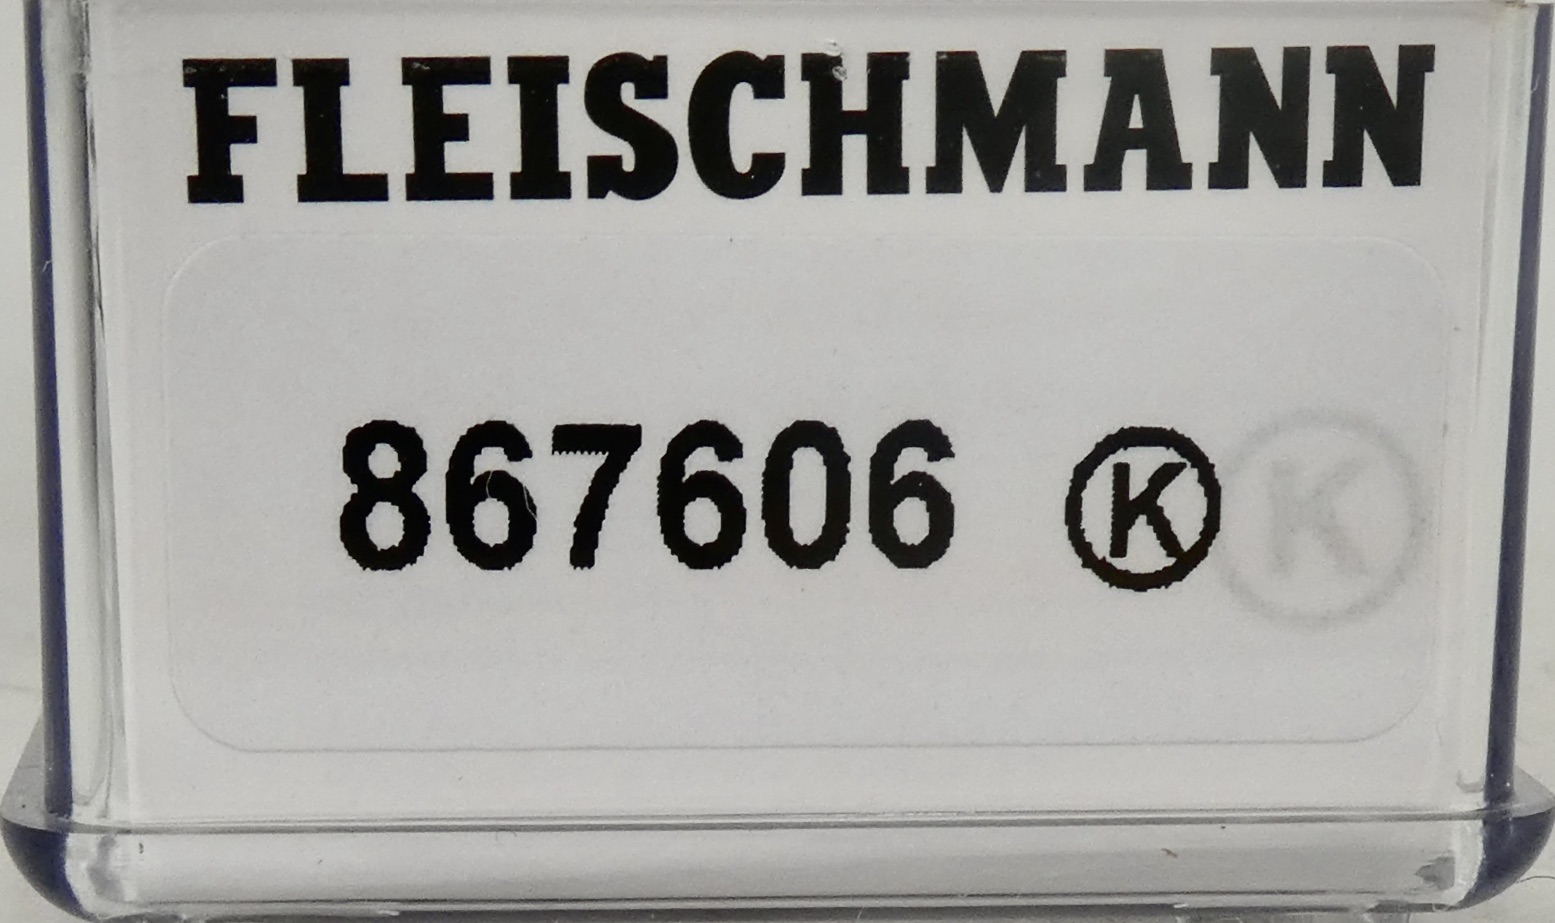 FLEISCHMANN
867606 Ⓚ Ⓚ